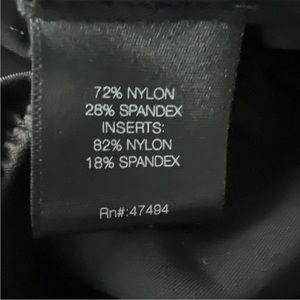 72% NYLON
28% SPANDEX
INSERTS:
82% NYLON
18% SPANDEX
Rn#:47494